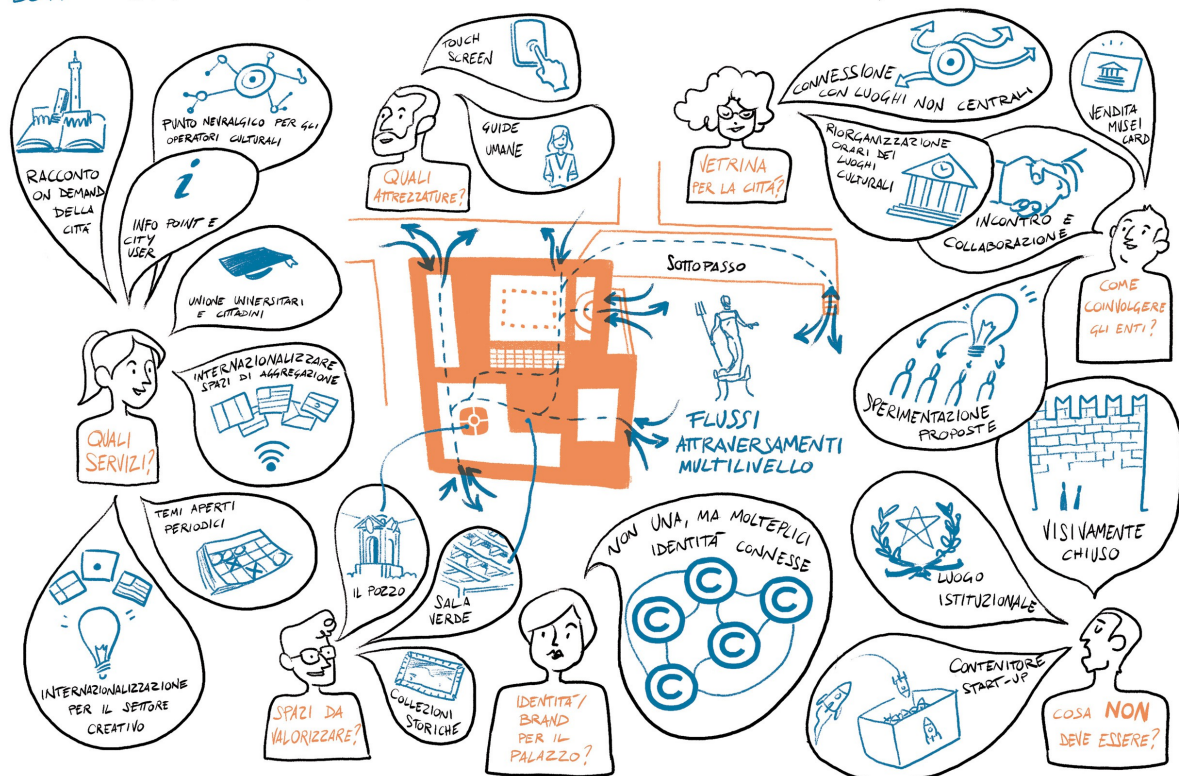 RACCONTO
ON DEMAND
DELLA
CITTÀ
PUNTO NEVRALGICO PER GLI
OPERATORI CULTURALI
i
INFO POINT E
CITY
USER
UNIONE UNIVERSITARI
E CITTADINI
INTERNAZIONALIZZARE
SPAZI DI AGGREGAZIONE
QUALI
SERVIZI?
TEMI APERTI
PERIODICI
INTERNAZIONALIZZAZIONE
PER IL SETTORE
CREATIVO
TOUCH
SCREEN
GUIDE
UMANE
QUALI
ATTREZZATURE?
VETRINA
PER LA CITTÀ?
CONNESSIONE
CON LUOGHI NON CENTRALI
RIORGANIZZAZIONE
ORARI DEI
LUOGHI
CULTURALI
INCONTRO E
COLLABORAZIONE
VENDITA
MUSEI
CARD
COME
COINVOLGERE
GLI ENTI?
SPERIMENTAZIONE
PROPOSTE
SOTTOPASSO
FLUSSI
ATTRAVERSAMENTI
MULTILIVELLO
IL POZZO
SALA
VERDE
COLLEZIONI
STORICHE
SPAZI DA
VALORIZZARE?
NON UNA, MA MOLTEPLICI
IDENTITÀ CONNESSE
C
C
C
C
C
IDENTITÀ/
BRAND
PER IL
PALAZZO?
VISIVAMENTE
CHIUSO
LUOGO
ISTITUZIONALE
CONTENITORE
START-UP
COSA NON
DEVE ESSERE?